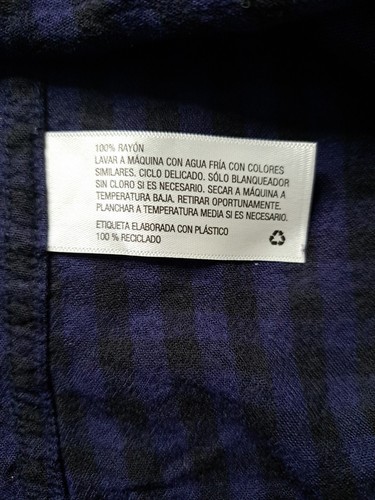 100% RAYÓN
LAVAR A MÁQUINA CON AGUA FRÍA CON COLORES
SIMILARES. CICLO DELICADO. SÓLO BLANQUEADOR
SIN CLORO SI ES NECESARIO. SECAR A MÁQUINA A
TEMPERATURA BAJA. RETIRAR OPORTUNAMENTE.
PLANCHAR A TEMPERATURA MEDIA SI ES NECESARIO.
ETIQUETA ELABORADA CON PLÁSTICO
100 % RECICLADO